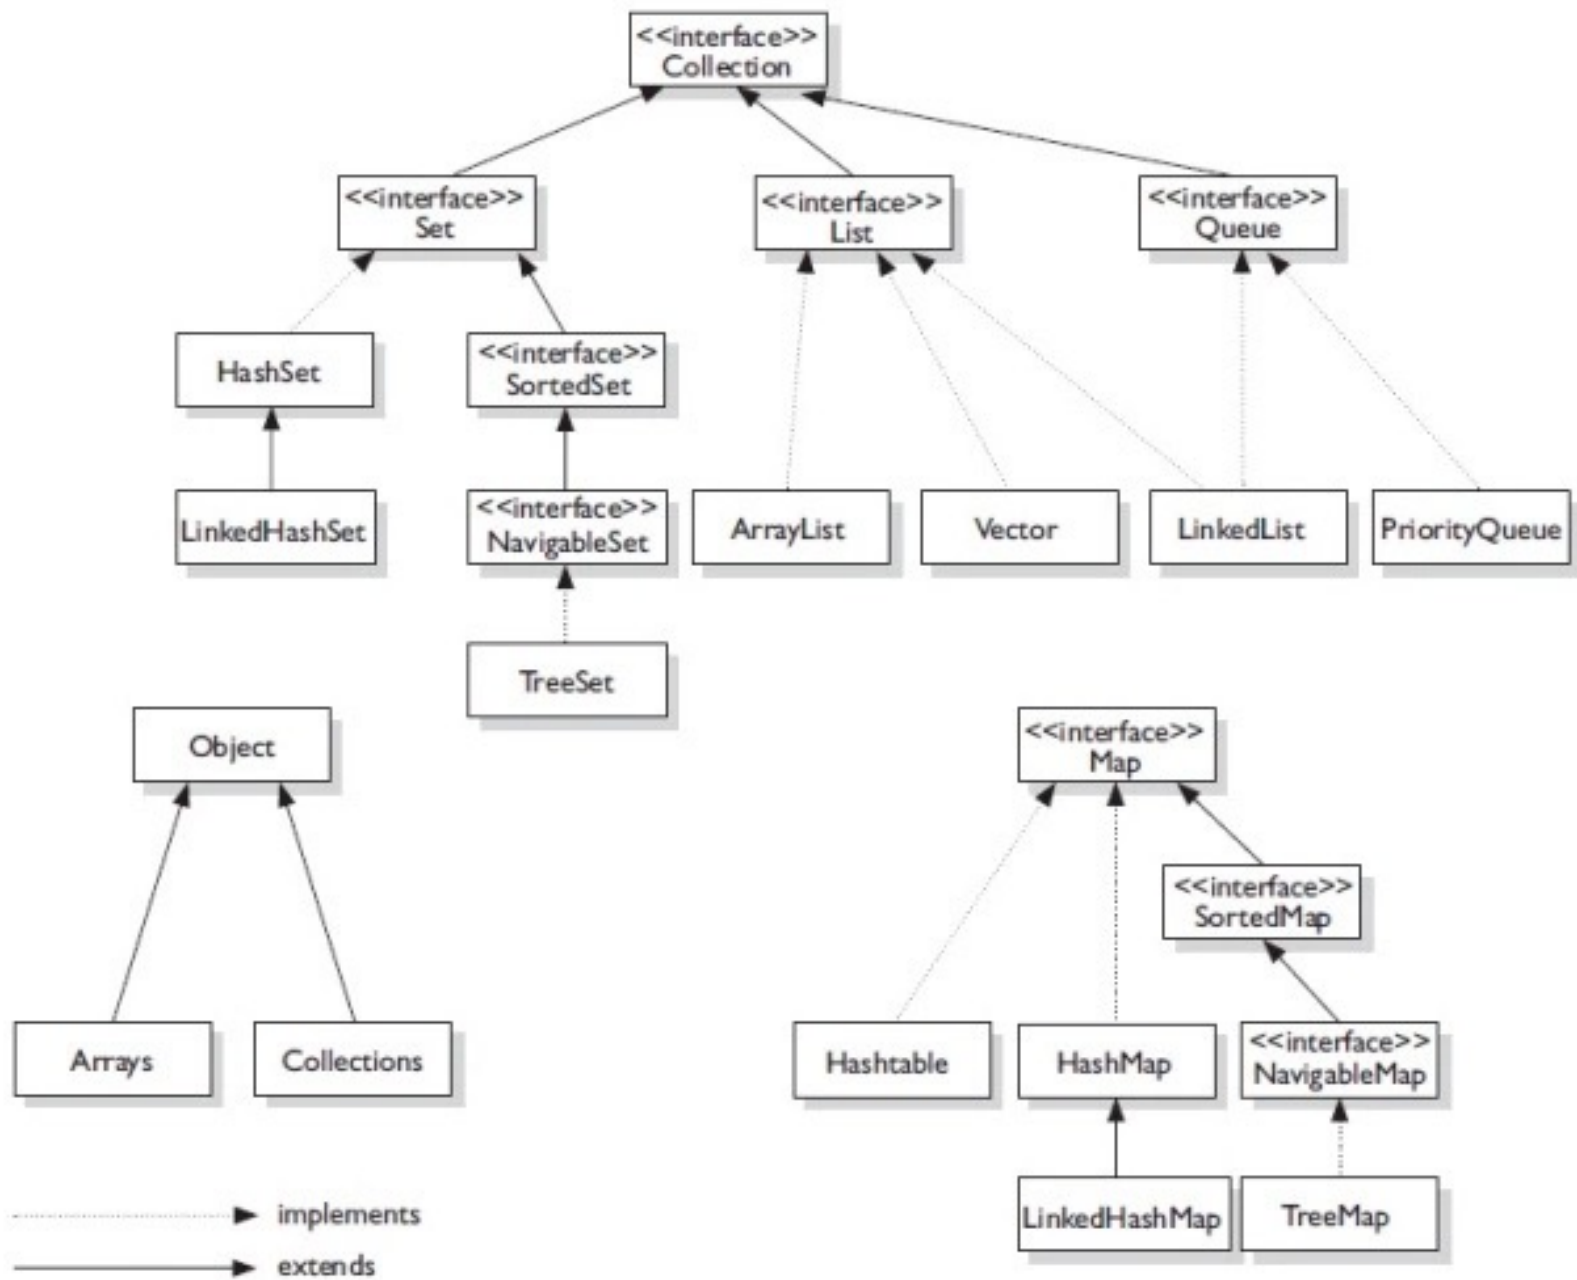 <<interface>>
Collection
<<interface>>
Set
<<interface>>
List
<<interface>>
Queue
HashSet
<<interface>>
SortedSet
LinkedHashSet
<<interface>>
NavigableSet
ArrayList
Vector
LinkedList
PriorityQueue
TreeSet
Object
<<interface>>
Map
<<interface>>
SortedMap
Arrays
Collections
Hashtable
HashMap
<<interface>>
NavigableMap
LinkedHashMap
TreeMap
implements
extends